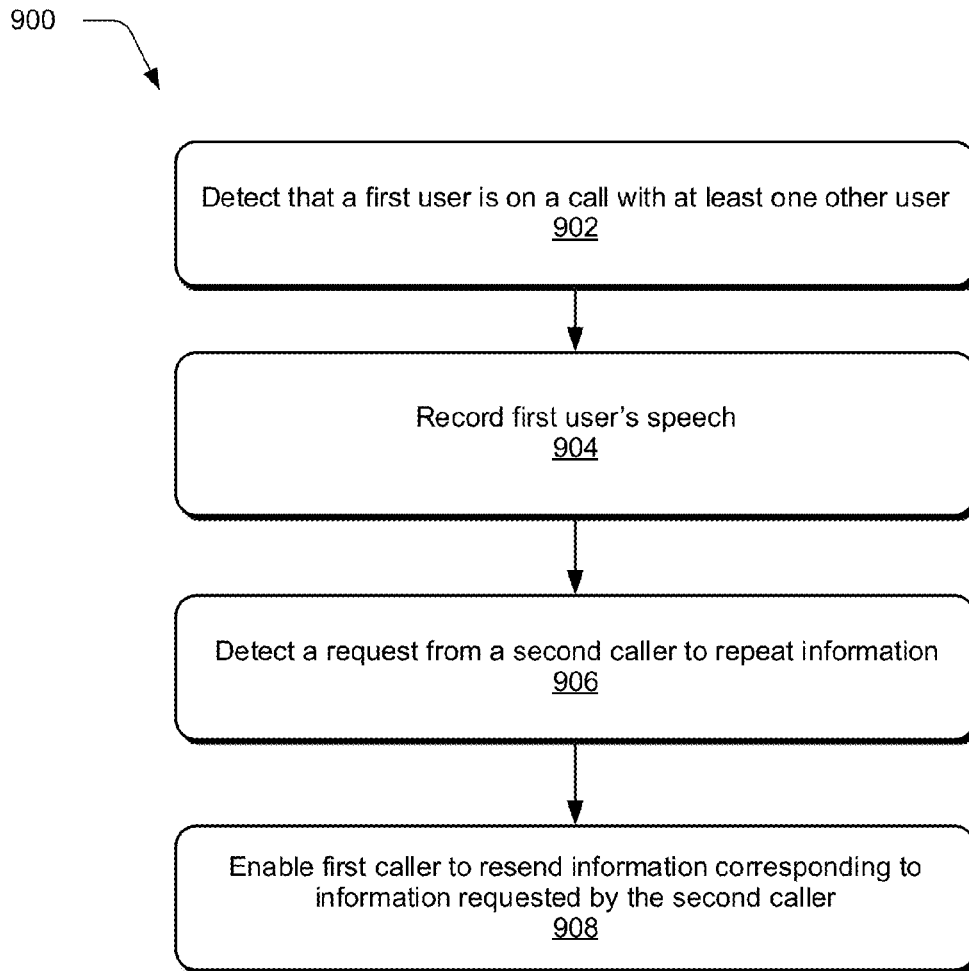 900
Detect that a first user is on a call with at least one other user
902
Record first user's speech
904
Detect a request from a second caller to repeat information
906
Enable first caller to resend information corresponding to
information requested by the second caller
908